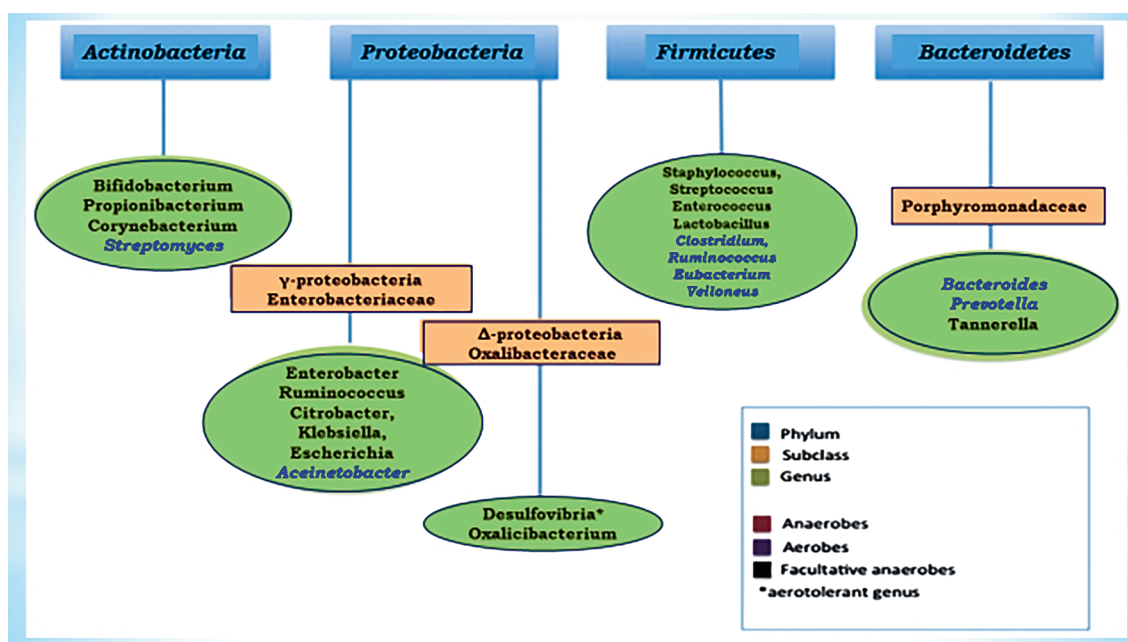 Actinobacteria
Proteobacteria
Firmicutes
Bacteroidetes
Bifidobacterium
Propionibacterium
Corynebacterium
Streptomyces
γ-proteobacteria
Enterobacteriaceae
Enterobacter
Ruminococcus
Citrobacter,
Klebsiella,
Escherichia
Aceinetobacter
Δ-proteobacteria
Oxalibacteraceae
Desulfovibria*
Oxalicibacterium
Staphylococcus,
Streptococcus
Enterococcus
Lactobacillus
Clostridium,
Ruminococcus
Eubacterium
Veiloneus
Porphyromonadaceae
Bacteroides
Prevotella
Tannerella
Phylum
Subclass
Genus
Anaerobes
Aerobes
Facultative anaerobes
*aerotolerant genus